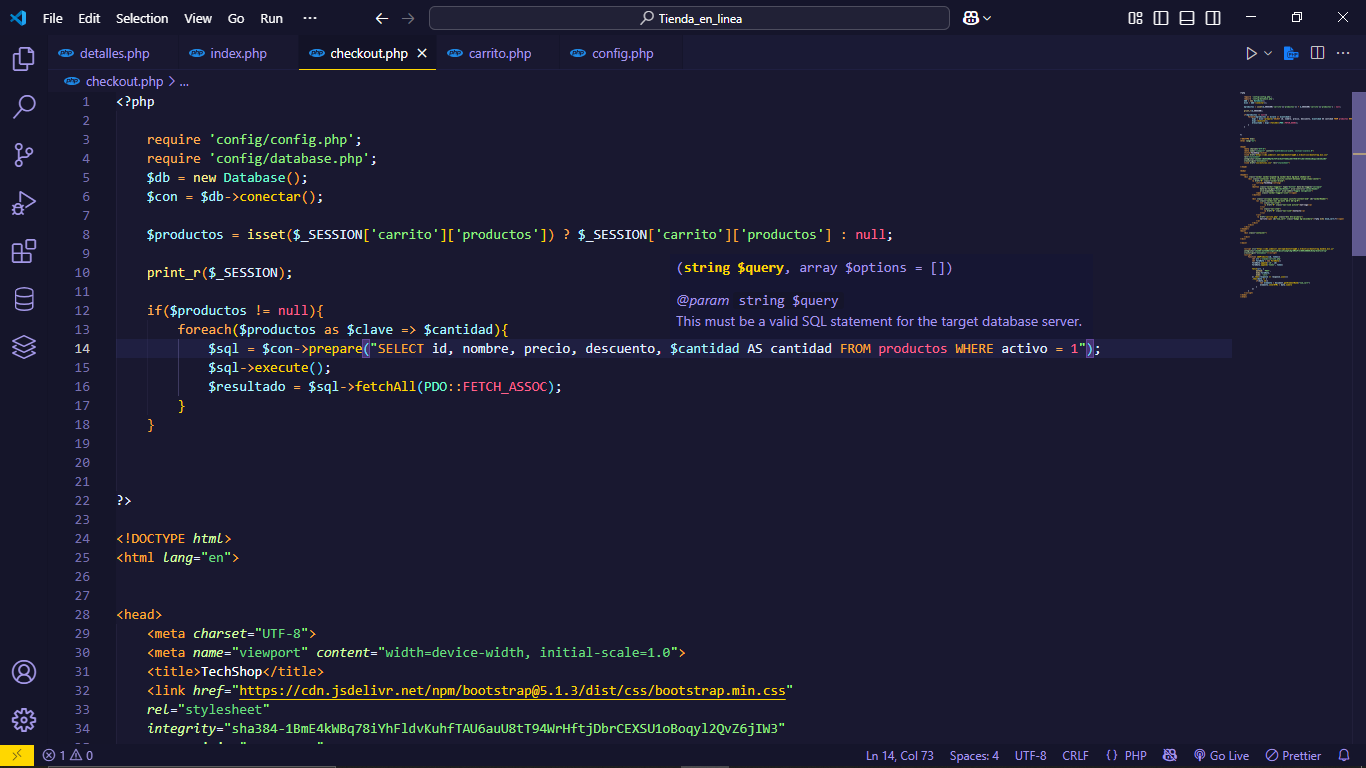 File Edit Selection View Go Run ··· Tienda_en_linea
detalles.php index.php checkout.php carrito.php config.php
checkout.php > ...
1 <?php
2
3 require 'config/config.php';
4 require 'config/database.php';
5 $db = new Database();
6 $con = $db->conectar();
7
8 $productos = isset($_SESSION['carrito']['productos']) ? $_SESSION['carrito']['productos'] : null;
9
10 print_r($_SESSION);
(string $query, array $options = [])
11
@param string $query
12 if($productos != null){
This must be a valid SQL statement for the target database server.
13 foreach($productos as $clave => $cantidad){
14 $sql = $con->prepare("SELECT id, nombre, precio, descuento, $cantidad AS cantidad FROM productos WHERE activo = 1");
15 $sql->execute();
16 $resultado = $sql->fetchAll(PDO::FETCH_ASSOC);
17 }
18 }
19
20
21
22 ?>
23
24 <!DOCTYPE html>
25 <html lang="en">
26
27
28 <head>
29 <meta charset="UTF-8">
30 <meta name="viewport" content="width=device-width, initial-scale=1.0">
31 <title>TechShop</title>
32 <link href="https://cdn.jsdelivr.net/npm/bootstrap@5.1.3/dist/css/bootstrap.min.css"
33 rel="stylesheet"
34 integrity="sha384-1BmE4kWBq78iYhFldvKuhfTAU6auU8tT94WrHftjDbrCEXSU1oBoqyl2QvZ6jIW3"
1 0 Ln 14, Col 73 Spaces: 4 UTF-8 CRLF {} PHP Go Live Prettier